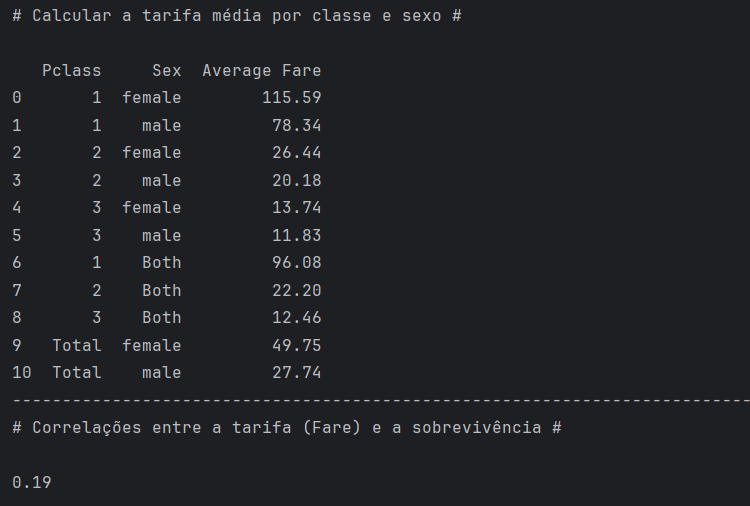 # Calcular a tarifa média por classe e sexo #
Pclass Sex Average Fare
0 1 female 115.59
1 1 male 78.34
2 2 female 26.44
3 2 male 20.18
4 3 female 13.74
5 3 male 11.83
6 1 Both 96.08
7 2 Both 22.20
8 3 Both 12.46
9 Total female 49.75
10 Total male 27.74
--------------------------------------------------------------------------
# Correlações entre a tarifa (Fare) e a sobrevivência #
0.19